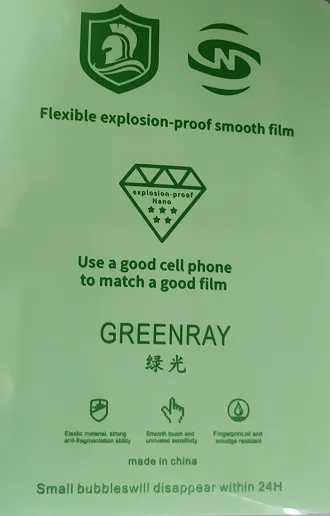 Flexible explosion-proof smooth film
explosion-proof
Nano
Use a good cell phone
to match a good film
GREENRAY
绿光
Elastic material, strong
anti-fragmentation ability
Smooth touch and
unrivaled sensitivity
Fingerprint,oil and
smudge resistant
made in china
Small bubbleswill disappear within 24H